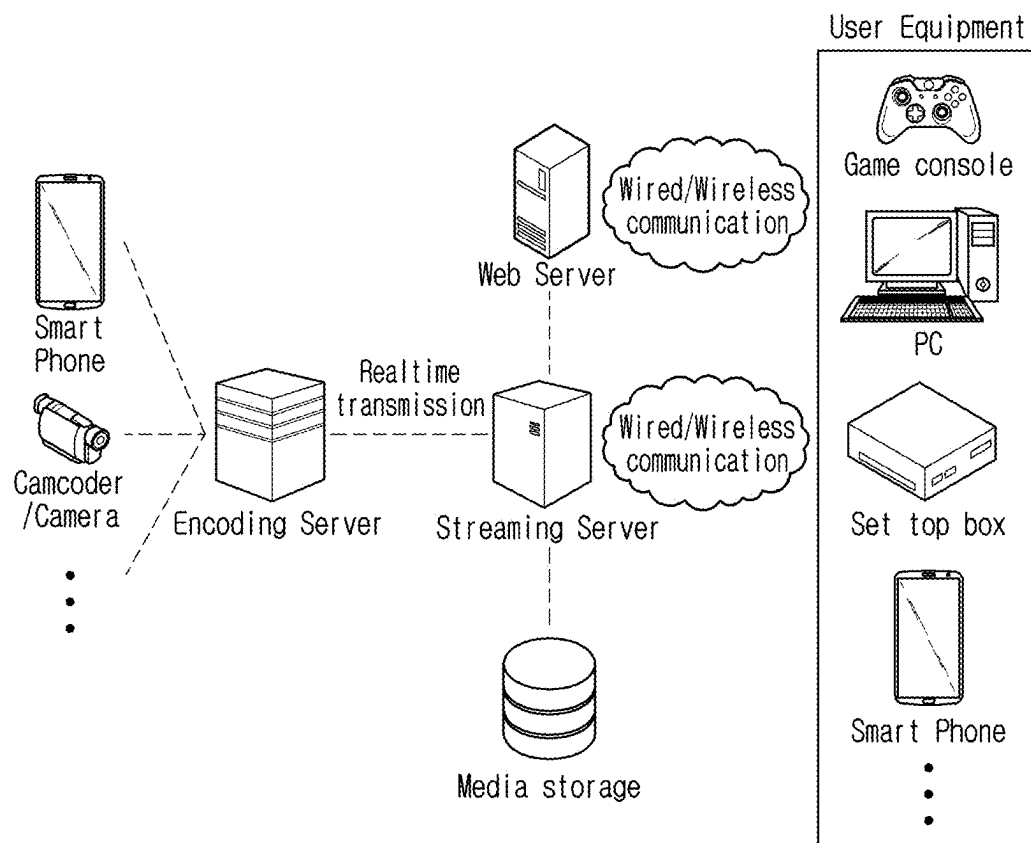 User Equipment
Game console
Wired/Wireless
communication
Web Server
Smart
Phone
PC
Realtime
transmission
Wired/Wireless
communication
Camcoder
/Camera
Encoding Server
Streaming Server
Set top box
Smart Phone
Media storage